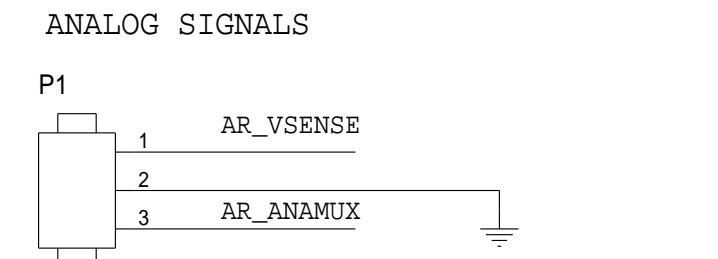 ANALOG SIGNALS
P1
1 AR_VSENSE
2
3 AR_ANAMUX